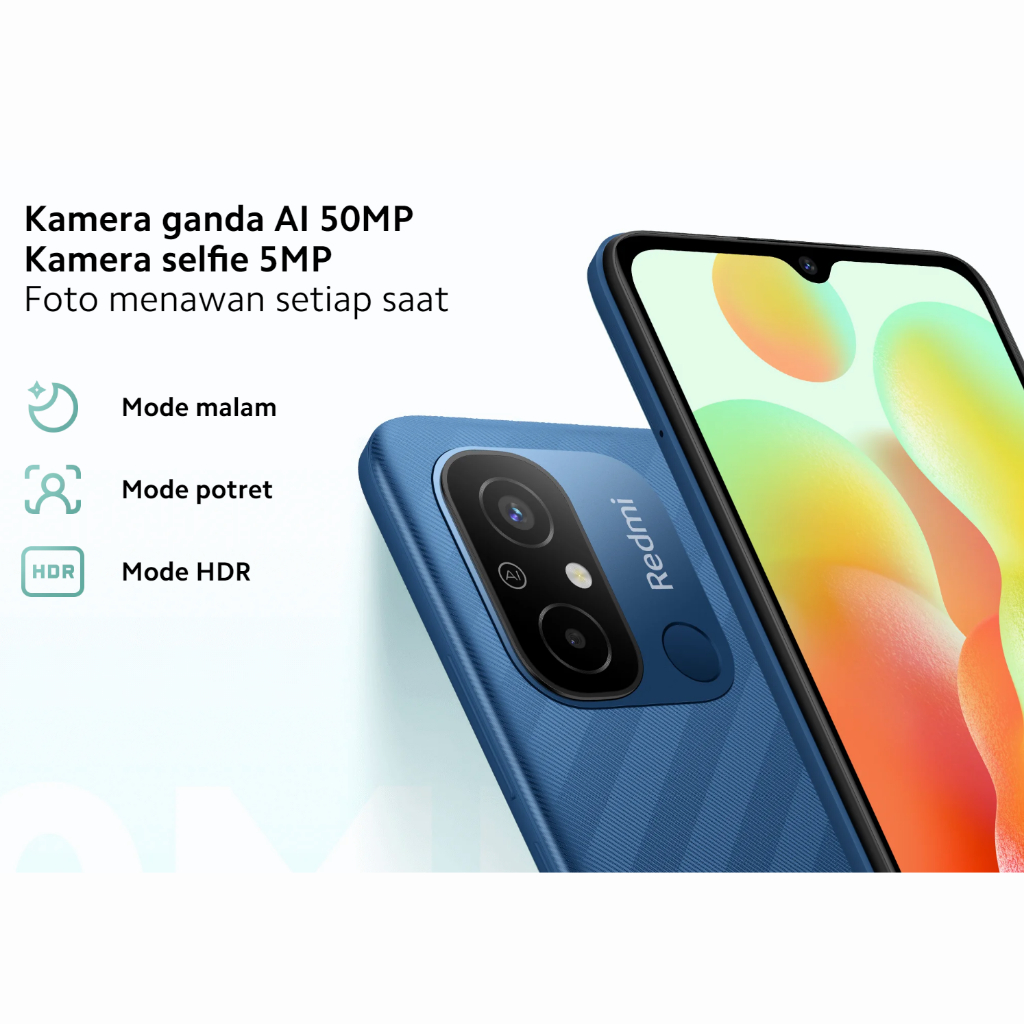 Kamera ganda AI 50MP
Kamera selfie 5MP
Foto menawan setiap saat
Mode malam
Mode potret
HDR
Mode HDR
AI
Redmi